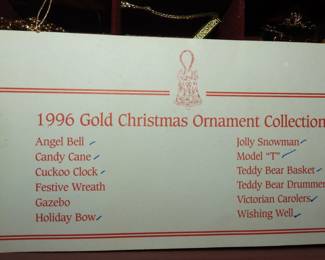 1996 Gold Christmas Ornament Collection
Angel Bell
Candy Cane
Cuckoo Clock
Festive Wreath
Gazebo
Holiday Bow
Jolly Snowman
Model "T"
Teddy Bear Basket
Teddy Bear Drummer
Victorian Carolers
Wishing Well